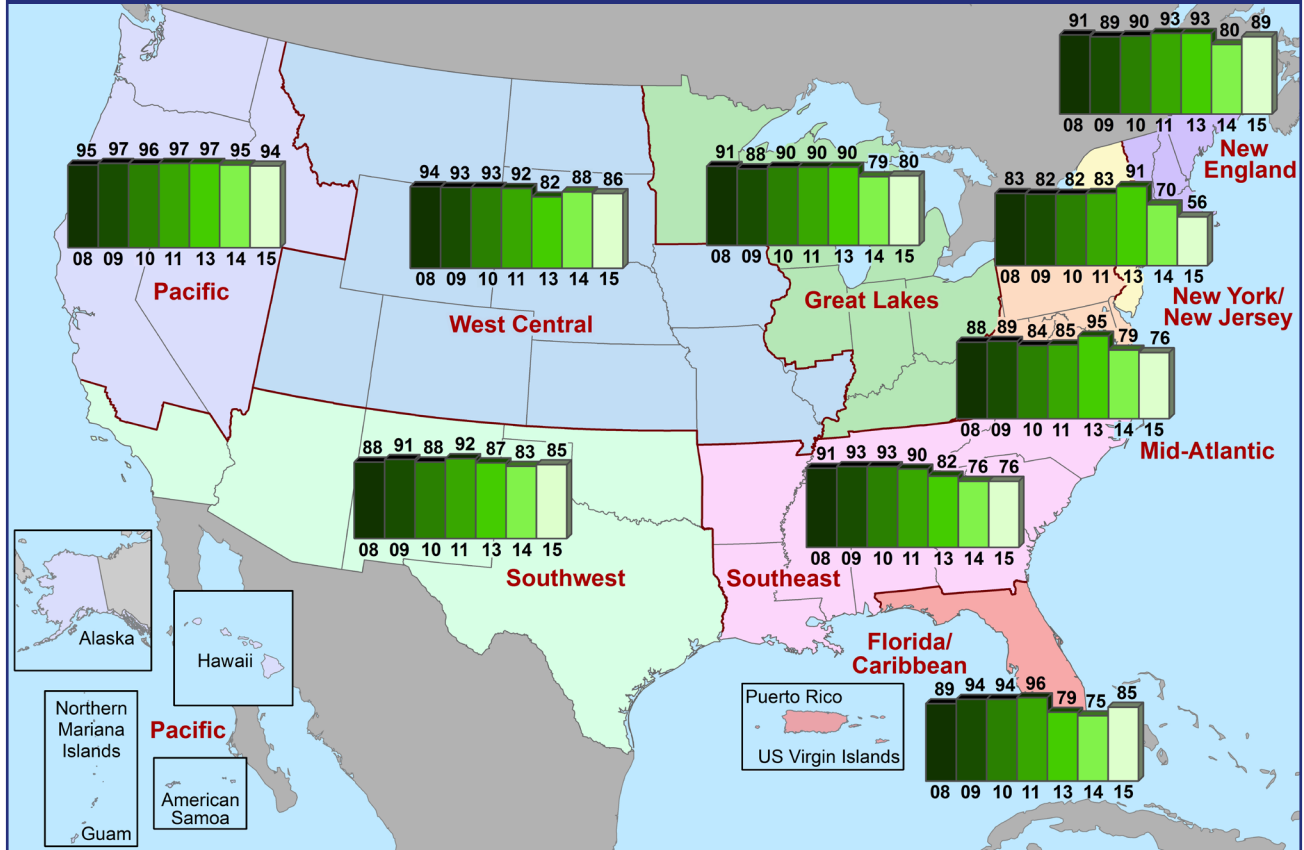 91 89 90 93 93 80 89
08 09 10 11 13 14 15
New
England
95 97 96 97 97 95 94
08 09 10 11 13 14 15
Pacific
94 93 93 92 82 88 86
08 09 10 11 13 14 15
West Central
91 88 90 90 90 79 80
08 09 10 11 13 14 15
Great Lakes
83 82 82 83 91 70 56
08 09 10 11 13 14 15
New York/
New Jersey
88 89 84 85 95 79 76
08 09 10 11 13 14 15
Mid-Atlantic
88 91 88 92 87 83 85
08 09 10 11 13 14 15
Southwest
91 93 93 90 82 76 76
08 09 10 11 13 14 15
Southeast
Florida/
Caribbean
89 94 94 96 79 75 85
08 09 10 11 13 14 15
Puerto Rico
US Virgin Islands
Alaska
Hawaii
Northern
Mariana
Islands
Guam
Pacific
American
Samoa